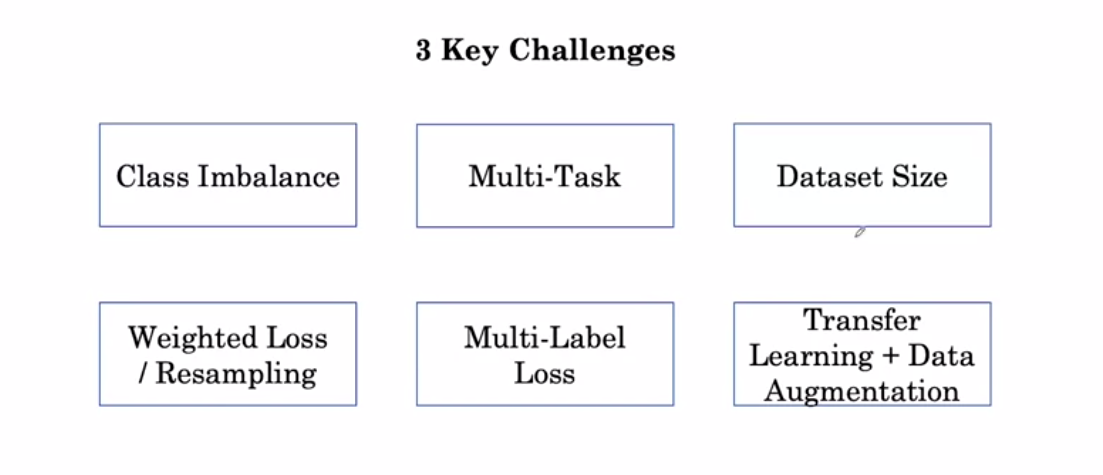 3 Key Challenges
Class Imbalance
Multi-Task
Dataset Size
Weighted Loss
/ Resampling
Multi-Label
Loss
Transfer
Learning + Data
Augmentation